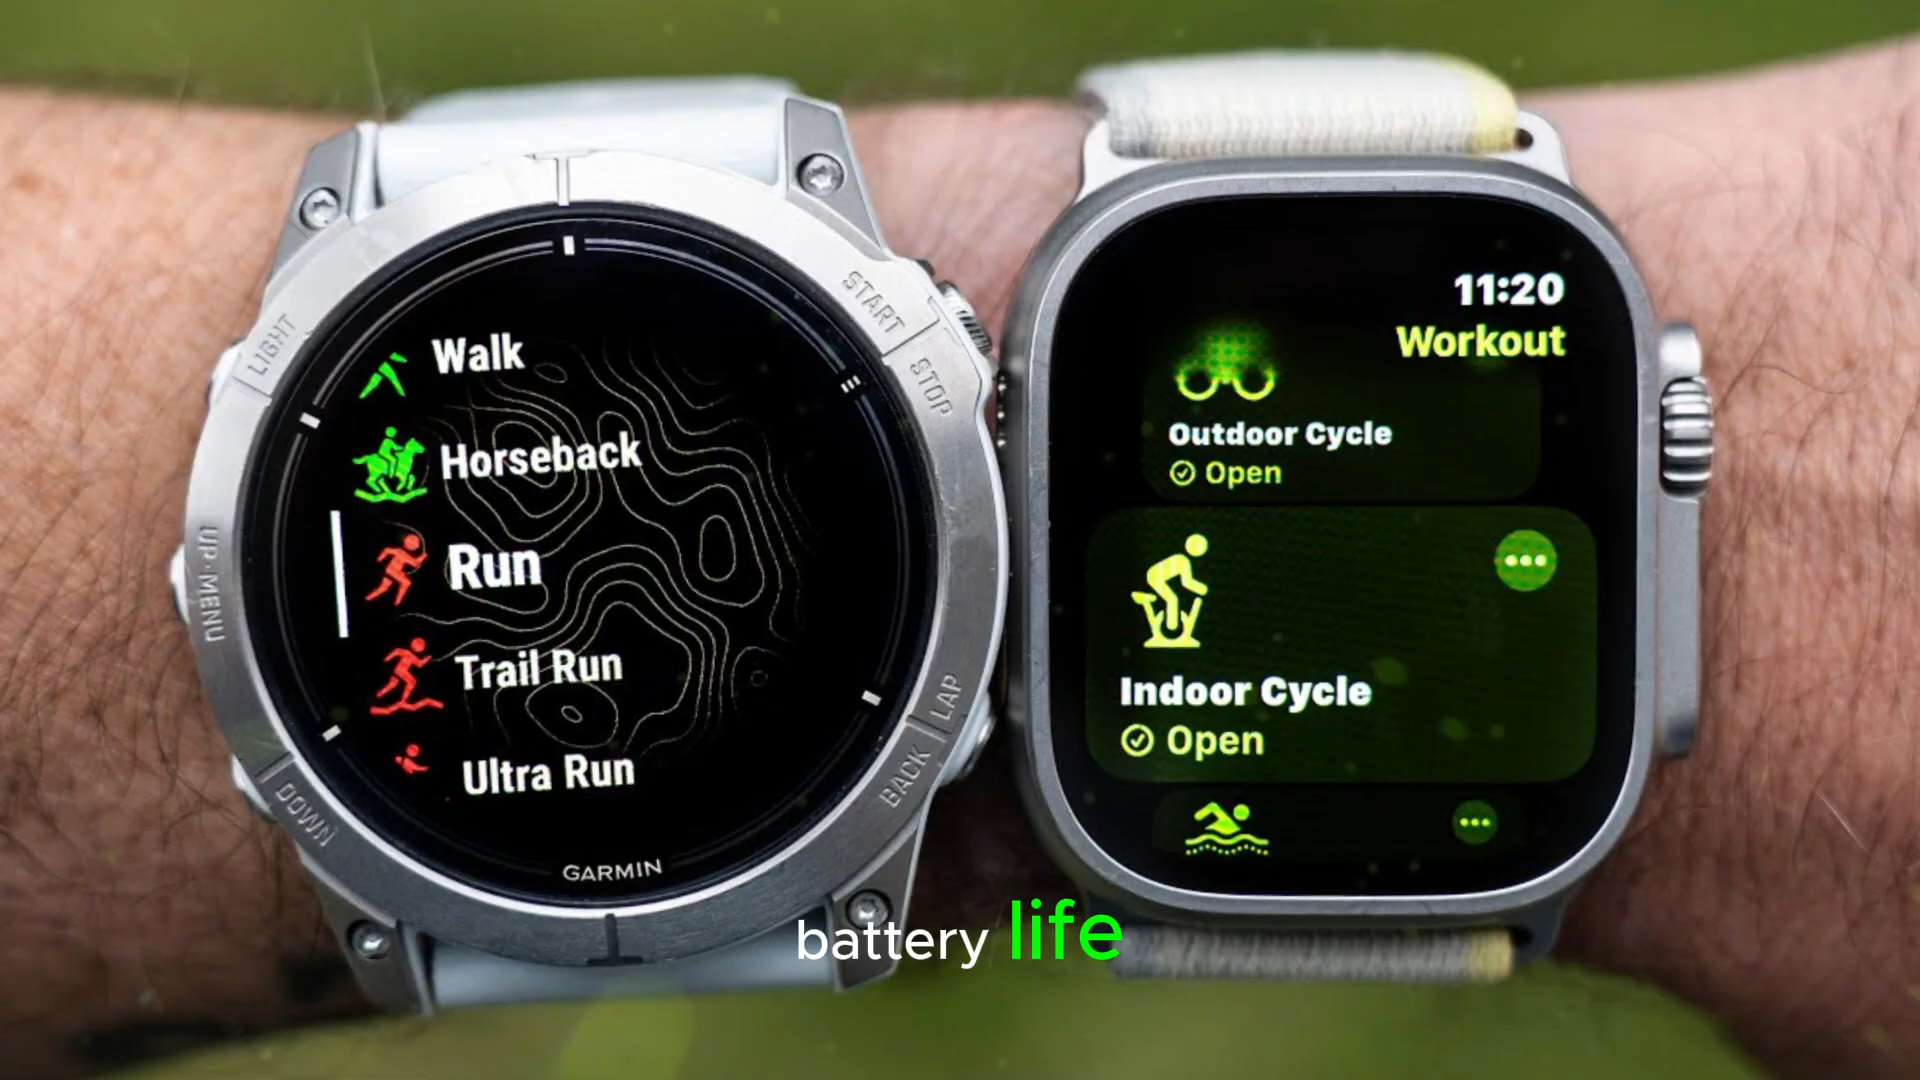 LIGHT
START
STOP
UP·MENU
DOWN
LAP
BACK
Walk
Horseback
Run
Trail Run
Ultra Run
GARMIN
11:20
Workout
Outdoor Cycle
Open
Indoor Cycle
Open
battery life